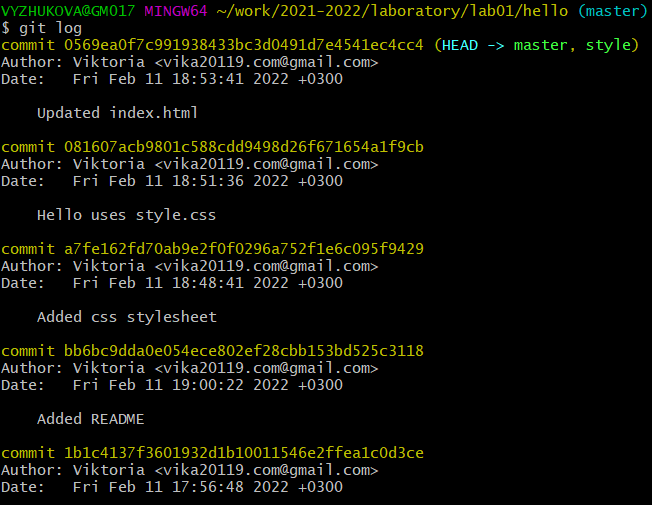 VYZHUKOVA@GM017 MINGW64 ~/work/2021-2022/laboratory/lab01/hello (master)
$ git log
commit 0569ea0f7c991938433bc3d0491d7e4541ec4cc4 (HEAD -> master, style)
Author: Viktoria <vika20119.com@gmail.com>
Date:   Fri Feb 11 18:53:41 2022 +0300
    Updated index.html
commit 081607acb9801c588cdd9498d26f671654a1f9cb
Author: Viktoria <vika20119.com@gmail.com>
Date:   Fri Feb 11 18:51:36 2022 +0300
    Hello uses style.css
commit a7fe162fd70ab9e2f0f0296a752f1e6c095f9429
Author: Viktoria <vika20119.com@gmail.com>
Date:   Fri Feb 11 18:48:41 2022 +0300
    Added css stylesheet
commit bb6bc9dda0e054ece802ef28cbb153bd525c3118
Author: Viktoria <vika20119.com@gmail.com>
Date:   Fri Feb 11 19:00:22 2022 +0300
    Added README
commit 1b1c4137f3601932d1b10011546e2ffea1c0d3ce
Author: Viktoria <vika20119.com@gmail.com>
Date:   Fri Feb 11 17:56:48 2022 +0300